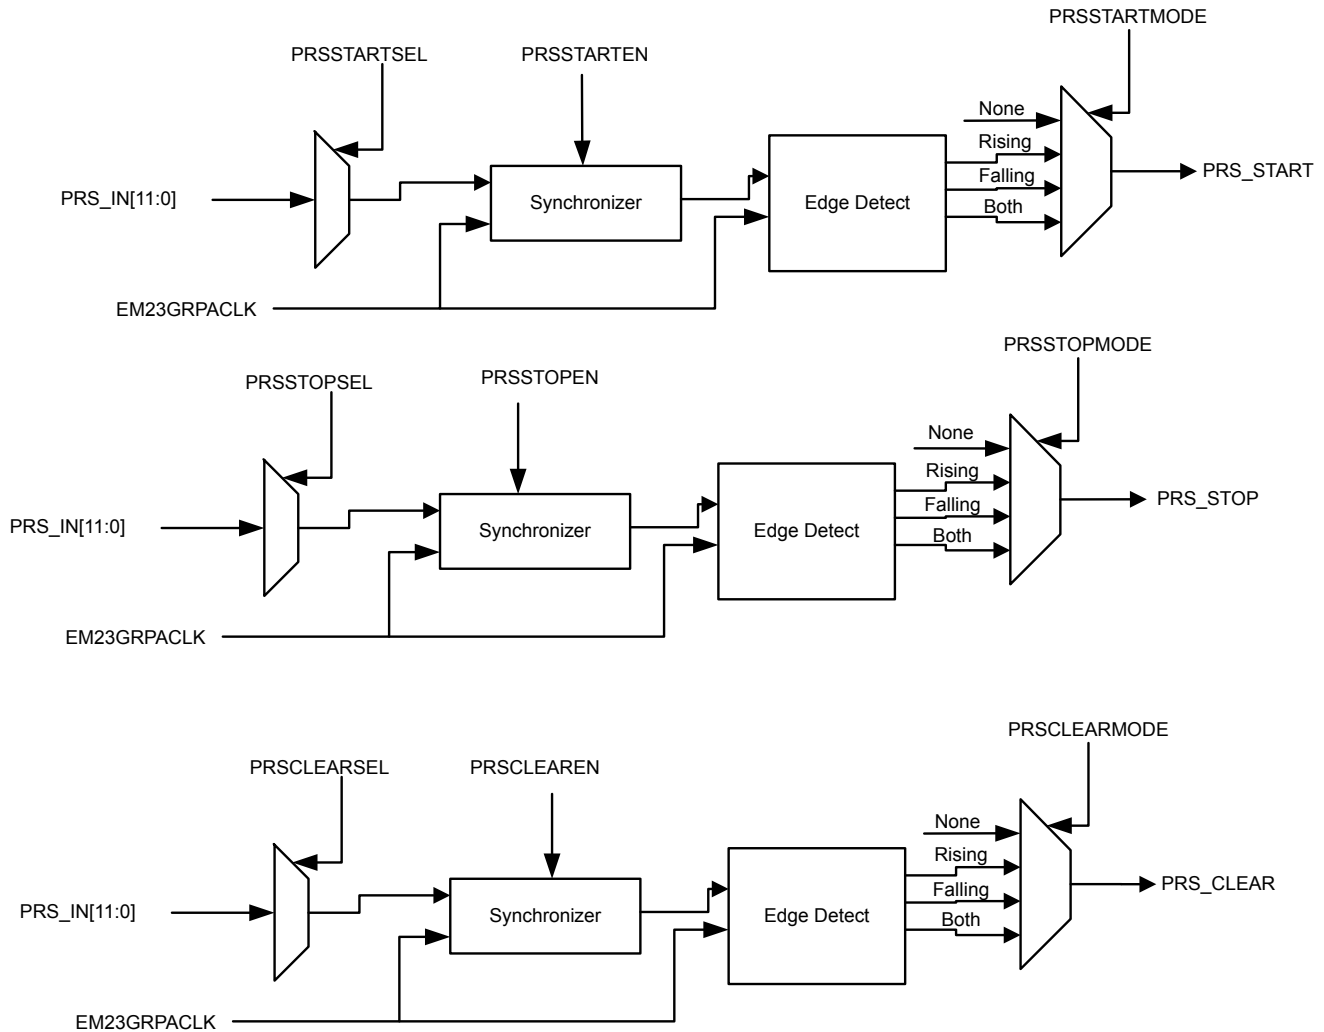 PRSSTARTMODE
PRSSTARTSEL
PRSSTARTEN
None
Rising
PRS_IN[11:0]
Synchronizer
Edge Detect
Falling
Both
PRS_START
EM23GRPACLK
PRSSTOPMODE
PRSSTOPSEL
PRSSTOPEN
None
Rising
PRS_IN[11:0]
Synchronizer
Edge Detect
Falling
Both
PRS_STOP
EM23GRPACLK
PRSCLEARMODE
PRSCLEARSEL
PRSCLEAREN
None
Rising
PRS_IN[11:0]
Synchronizer
Edge Detect
Falling
Both
PRS_CLEAR
EM23GRPACLK